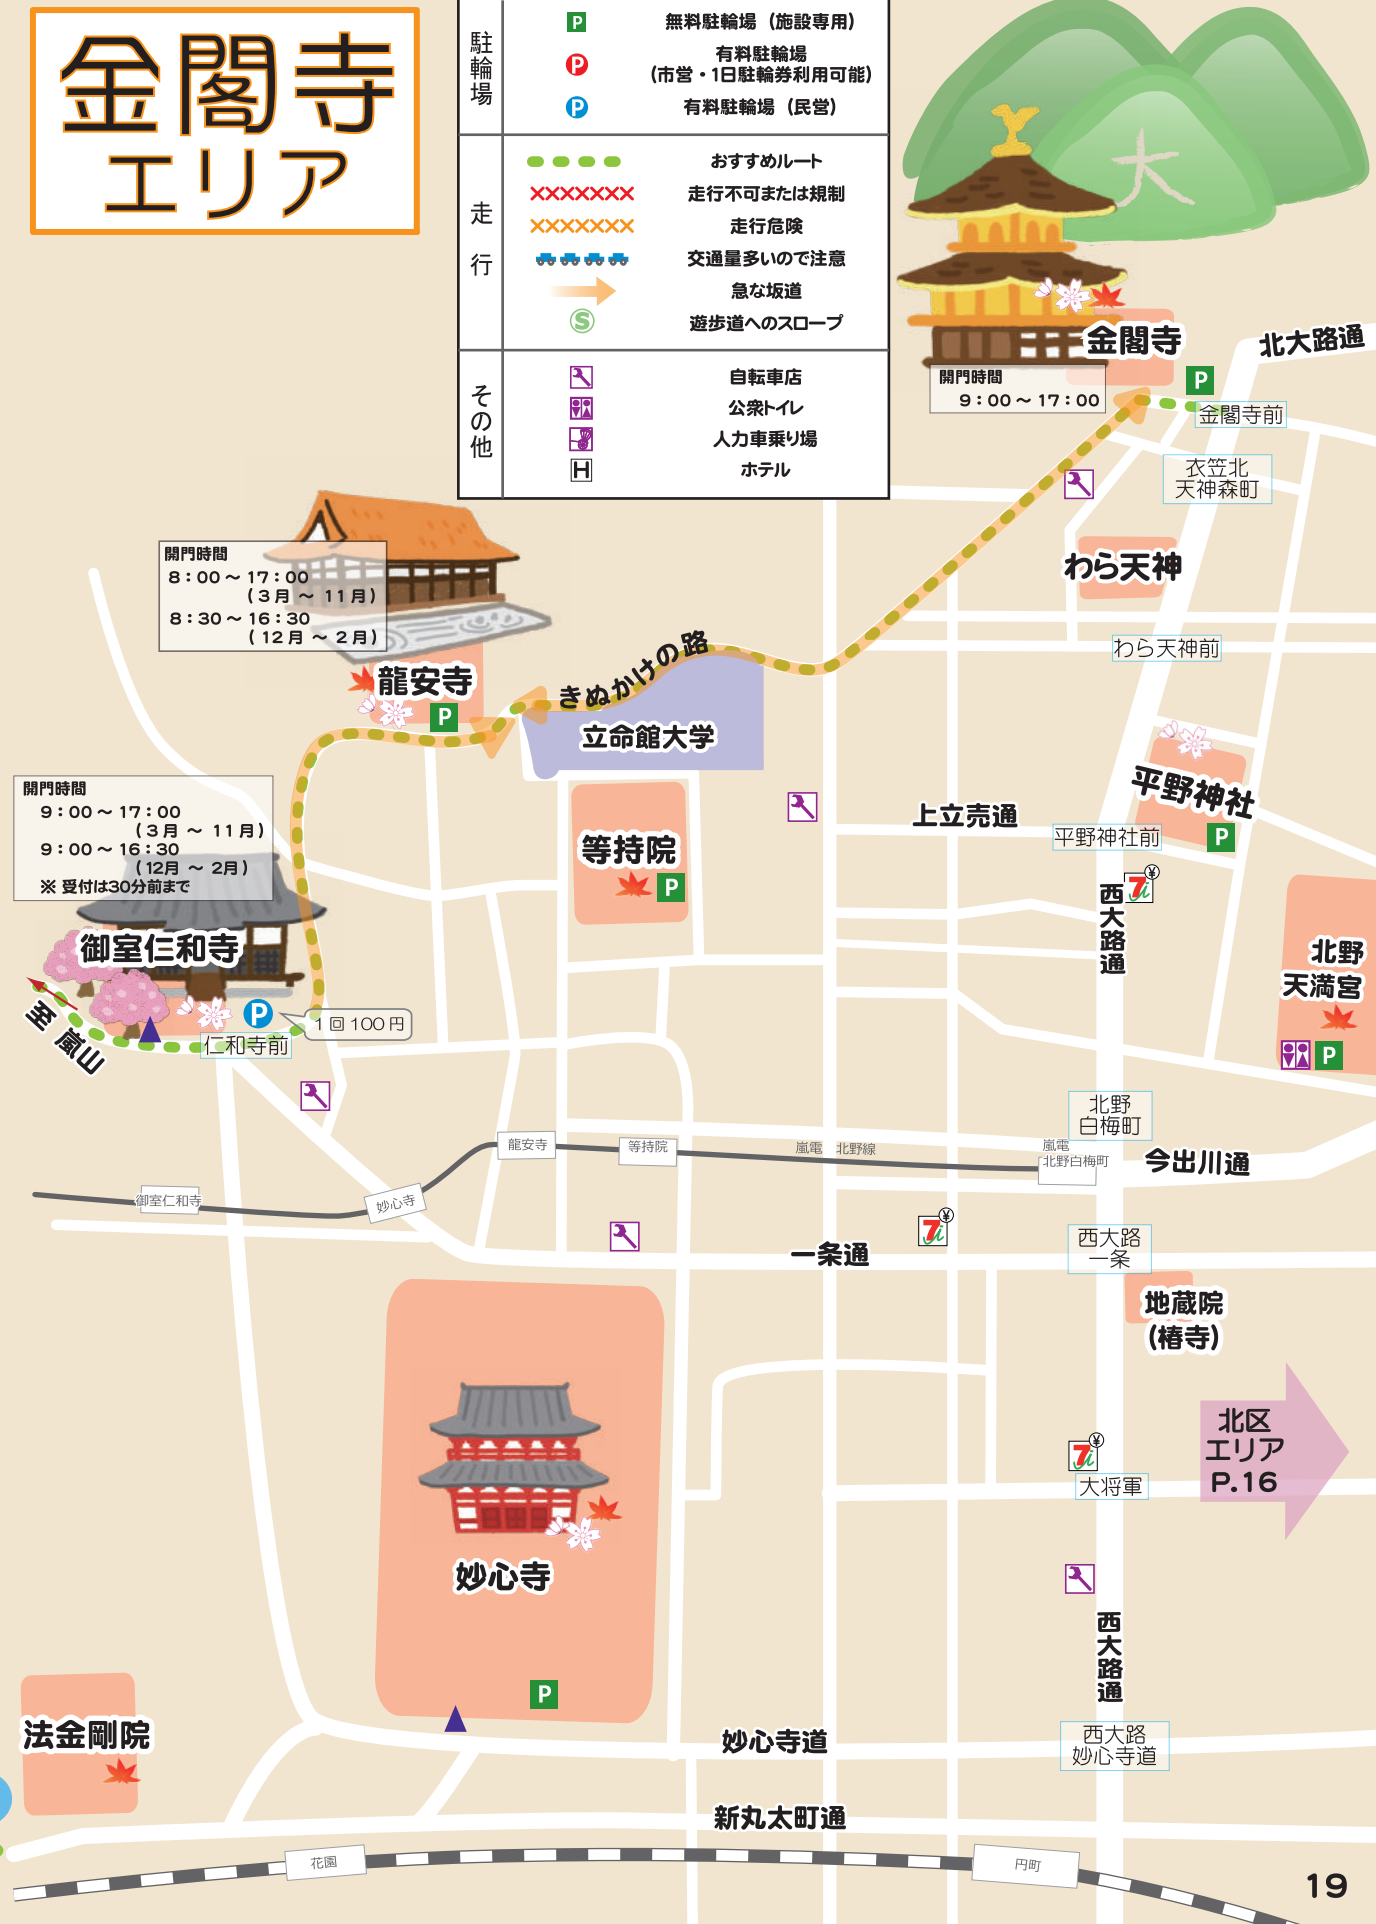 金閣寺
エリア
駐輪場
P 無料駐輪場（施設専用）
P 有料駐輪場
（市営・1日駐輪券利用可能）
P 有料駐輪場（民営）
走行
おすすめルート
走行不可または規制
走行危険
交通量多いので注意
急な坂道
S 遊歩道へのスロープ
その他
自転車店
公衆トイレ
人力車乗り場
H ホテル
大
金閣寺
開門時間
9：00～17：00
P
北大路通
金閣寺前
衣笠北
天神森町
わら天神
わら天神前
開門時間
8：00～17：00
（3月 ～ 11月）
8：30～16：30
（12月 ～ 2月）
龍安寺
P
きぬかけの路
立命館大学
平野神社
P
平野神社前
上立売通
等持院
P
西大路通
7i
¥
開門時間
9：00～17：00
（3月 ～ 11月）
9：00～16：30
（12月 ～ 2月）
※ 受付は30分前まで
御室仁和寺
P
1回100円
仁和寺前
至 嵐山
北野
天満宮
P
北野
白梅町
龍安寺
等持院
嵐電 北野線
嵐電
北野白梅町
今出川通
御室仁和寺
妙心寺
7i
¥
一条通
西大路
一条
地蔵院
（椿寺）
北区
エリア
P.16
7i
¥
大将軍
妙心寺
P
西大路通
法金剛院
妙心寺道
西大路
妙心寺道
新丸太町通
花園
円町
19